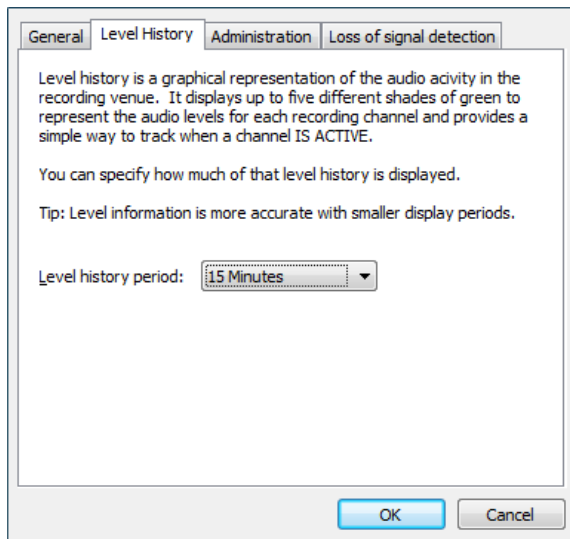 General Level History Administration Loss of signal detection
Level history is a graphical representation of the audio acivity in the
recording venue. It displays up to five different shades of green to
represent the audio levels for each recording channel and provides a
simple way to track when a channel IS ACTIVE.
You can specify how much of that level history is displayed.
Tip: Level information is more accurate with smaller display periods.
Level history period: 15 Minutes
OK Cancel